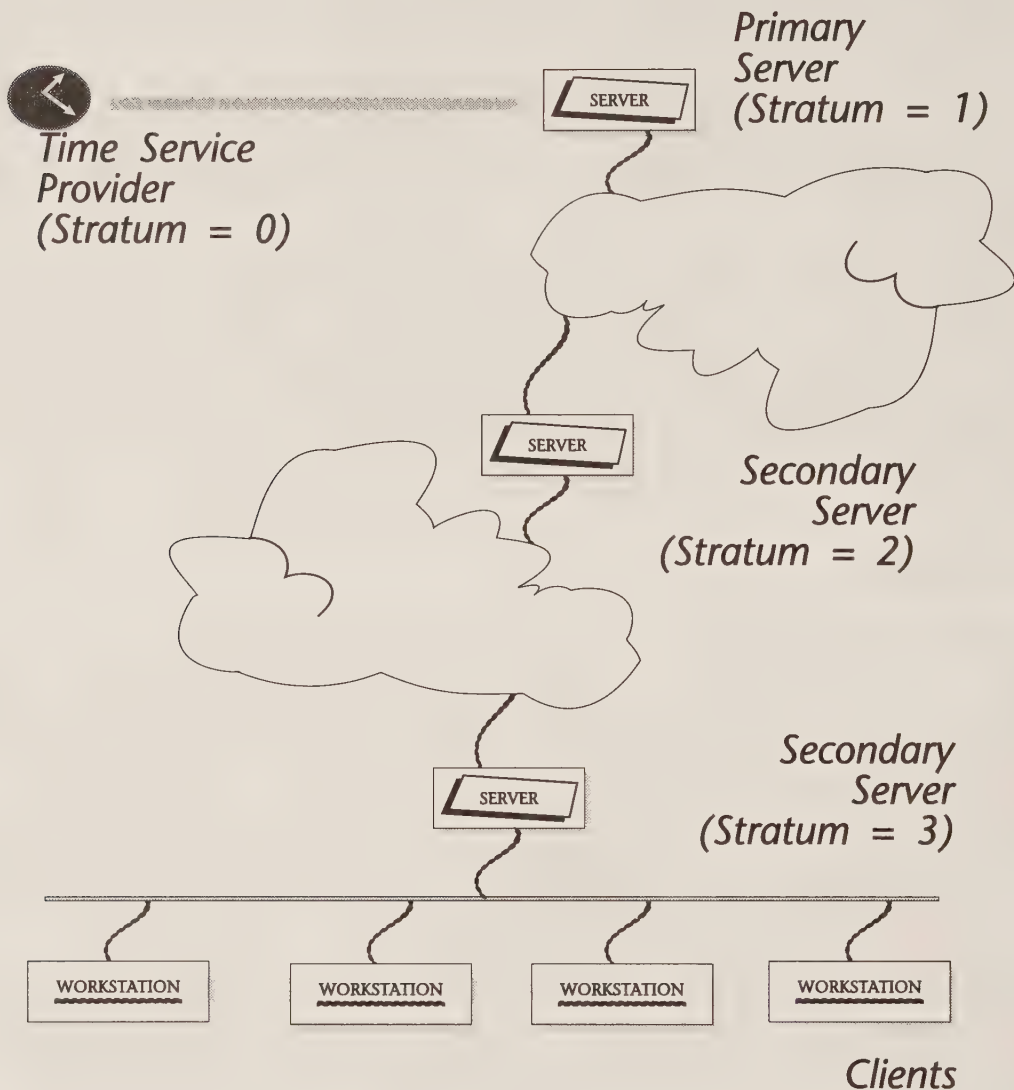 Primary
Server
(Stratum = 1)
SERVER
Time Service
Provider
(Stratum = 0)
SERVER
Secondary
Server
(Stratum = 2)
Secondary
Server
(Stratum = 3)
SERVER
WORKSTATION
WORKSTATION
WORKSTATION
WORKSTATION
Clients